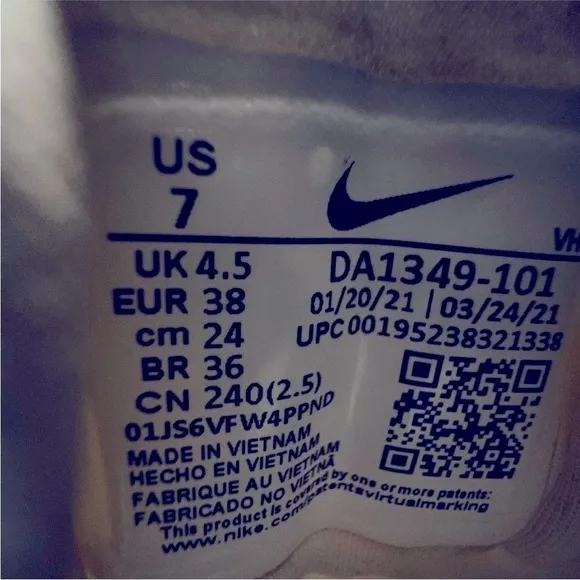 US
7
VH
UK 4.5
DA1349-101
EUR 38
01/20/21 | 03/24/21
cm 24
UPC 00195238321338
BR 36
CN 240(2.5)
01JS6VFW4PPND
MADE IN VIETNAM
HECHO EN VIETNAM
FABRIQUE AU VIETNAM
FABRICADO NO VIETNÃ
This product is covered by one or more patents:
www.nike.com/patentsvirtualmarking